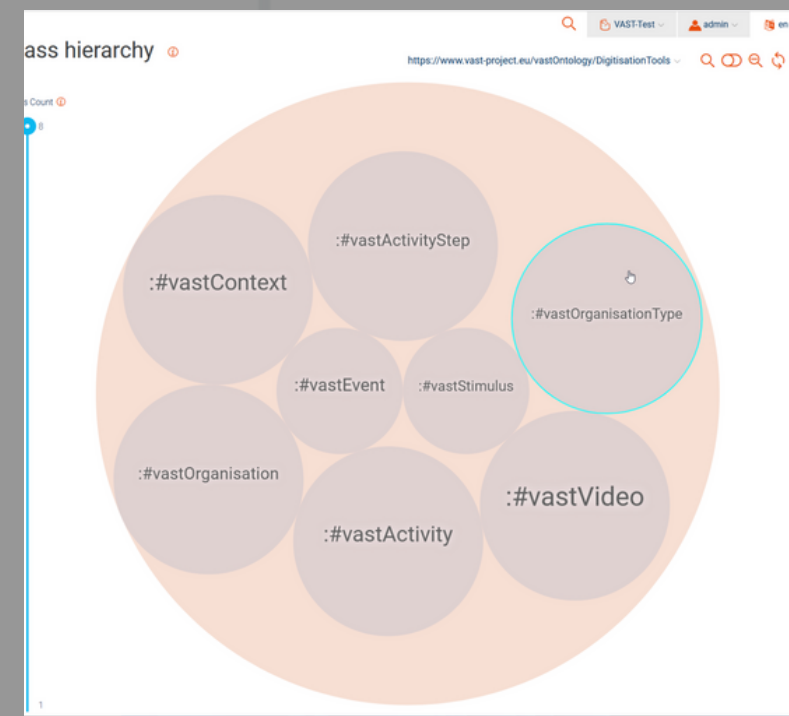 VAST-Test admin en
ass hierarchy
https://www.vast-project.eu/vastOntology/DigitisationTools
s Count
8
:#vastActivityStep
:#vastContext
:#vastOrganisationType
:#vastEvent :#vastStimulus
:#vastOrganisation
:#vastVideo
:#vastActivity
1